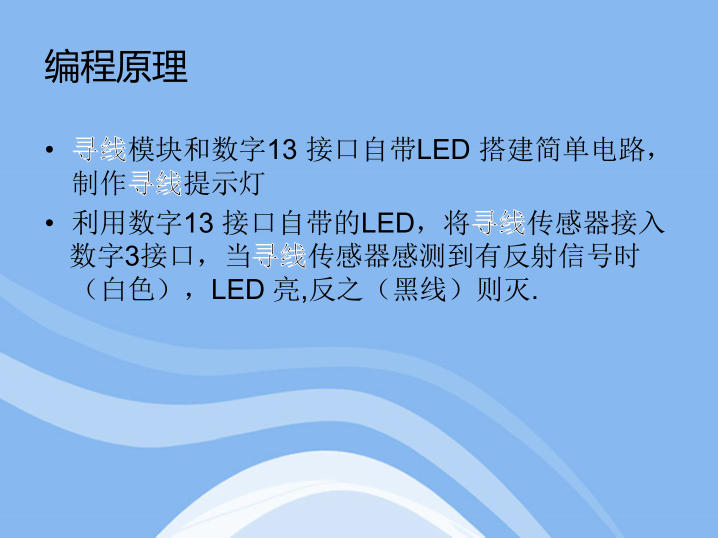 编程原理
• 寻线模块和数字13 接口自带LED 搭建简单电路，
制作寻线提示灯
• 利用数字13 接口自带的LED，将寻线传感器接入
数字3接口，当寻线传感器感测到有反射信号时
（白色），LED 亮,反之（黑线）则灭.